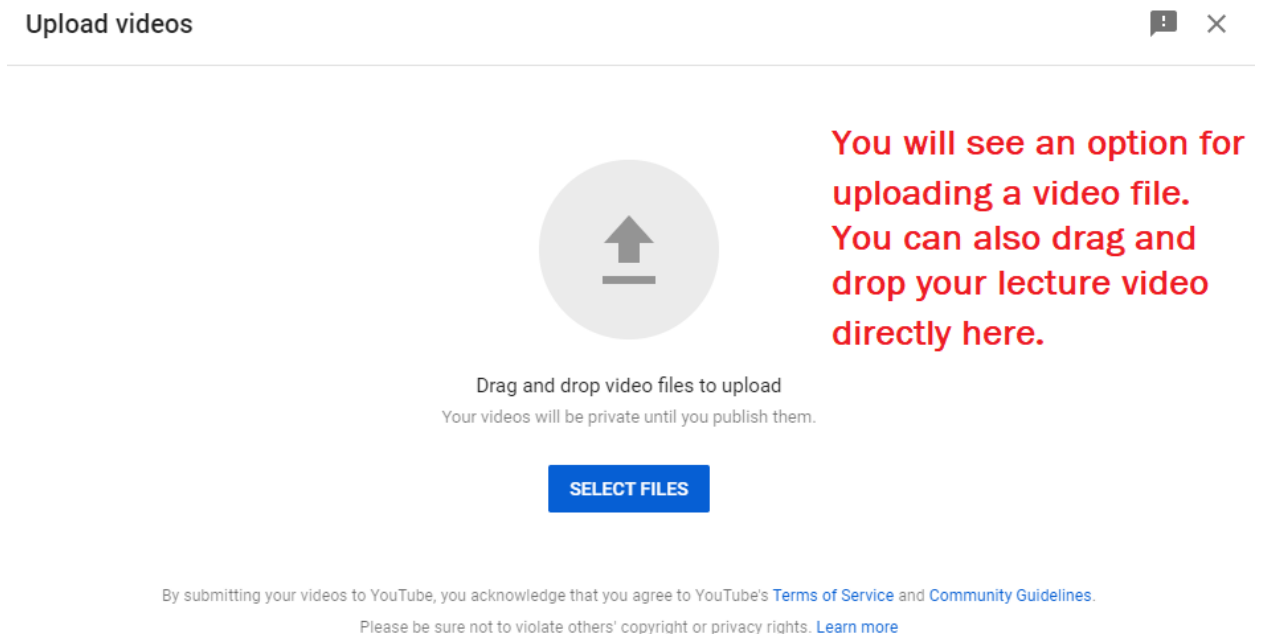 Upload videos
You will see an option for
uploading a video file.
You can also drag and
drop your lecture video
directly here.
Drag and drop video files to upload
Your videos will be private until you publish them.
SELECT FILES
By submitting your videos to YouTube, you acknowledge that you agree to YouTube's Terms of Service and Community Guidelines.
Please be sure not to violate others' copyright or privacy rights. Learn more